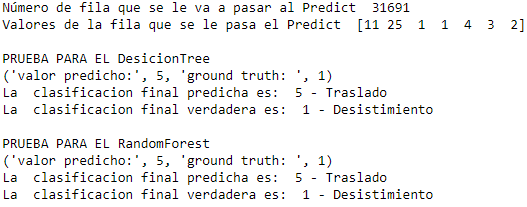 Número de fila que se le va a pasar al Predict  31691
Valores de la fila que se le pasa el Predict  [11 25  1  1  4  3  2]
PRUEBA PARA EL DesicionTree
('valor predicho:', 5, 'ground truth: ', 1)
La  clasificacion final predicha es:  5 - Traslado
La  clasificacion final verdadera es:  1 - Desistimiento
PRUEBA PARA EL RandomForest
('valor predicho:', 5, 'ground truth: ', 1)
La  clasificacion final predicha es:  5 - Traslado
La  clasificacion final verdadera es:  1 - Desistimiento